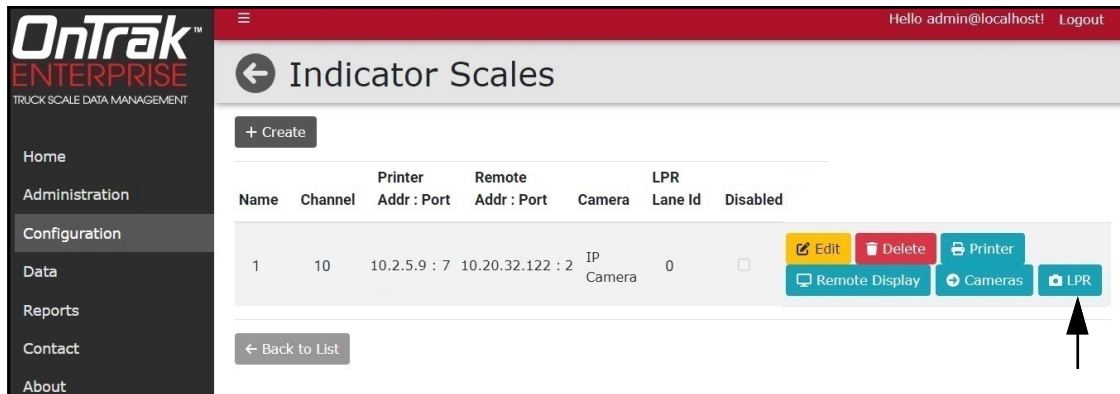 OnTrak™
ENTERPRISE
TRUCK SCALE DATA MANAGEMENT
Hello admin@localhost! Logout
Indicator Scales
+ Create
Home
Administration
Configuration
Data
Reports
Contact
About
Name Channel Printer Addr : Port Remote Addr : Port Camera LPR Lane Id Disabled
1 10 10.2.5.9 : 7 10.20.32.122 : 2 IP Camera 0
Edit Delete Printer
Remote Display Cameras LPR
← Back to List